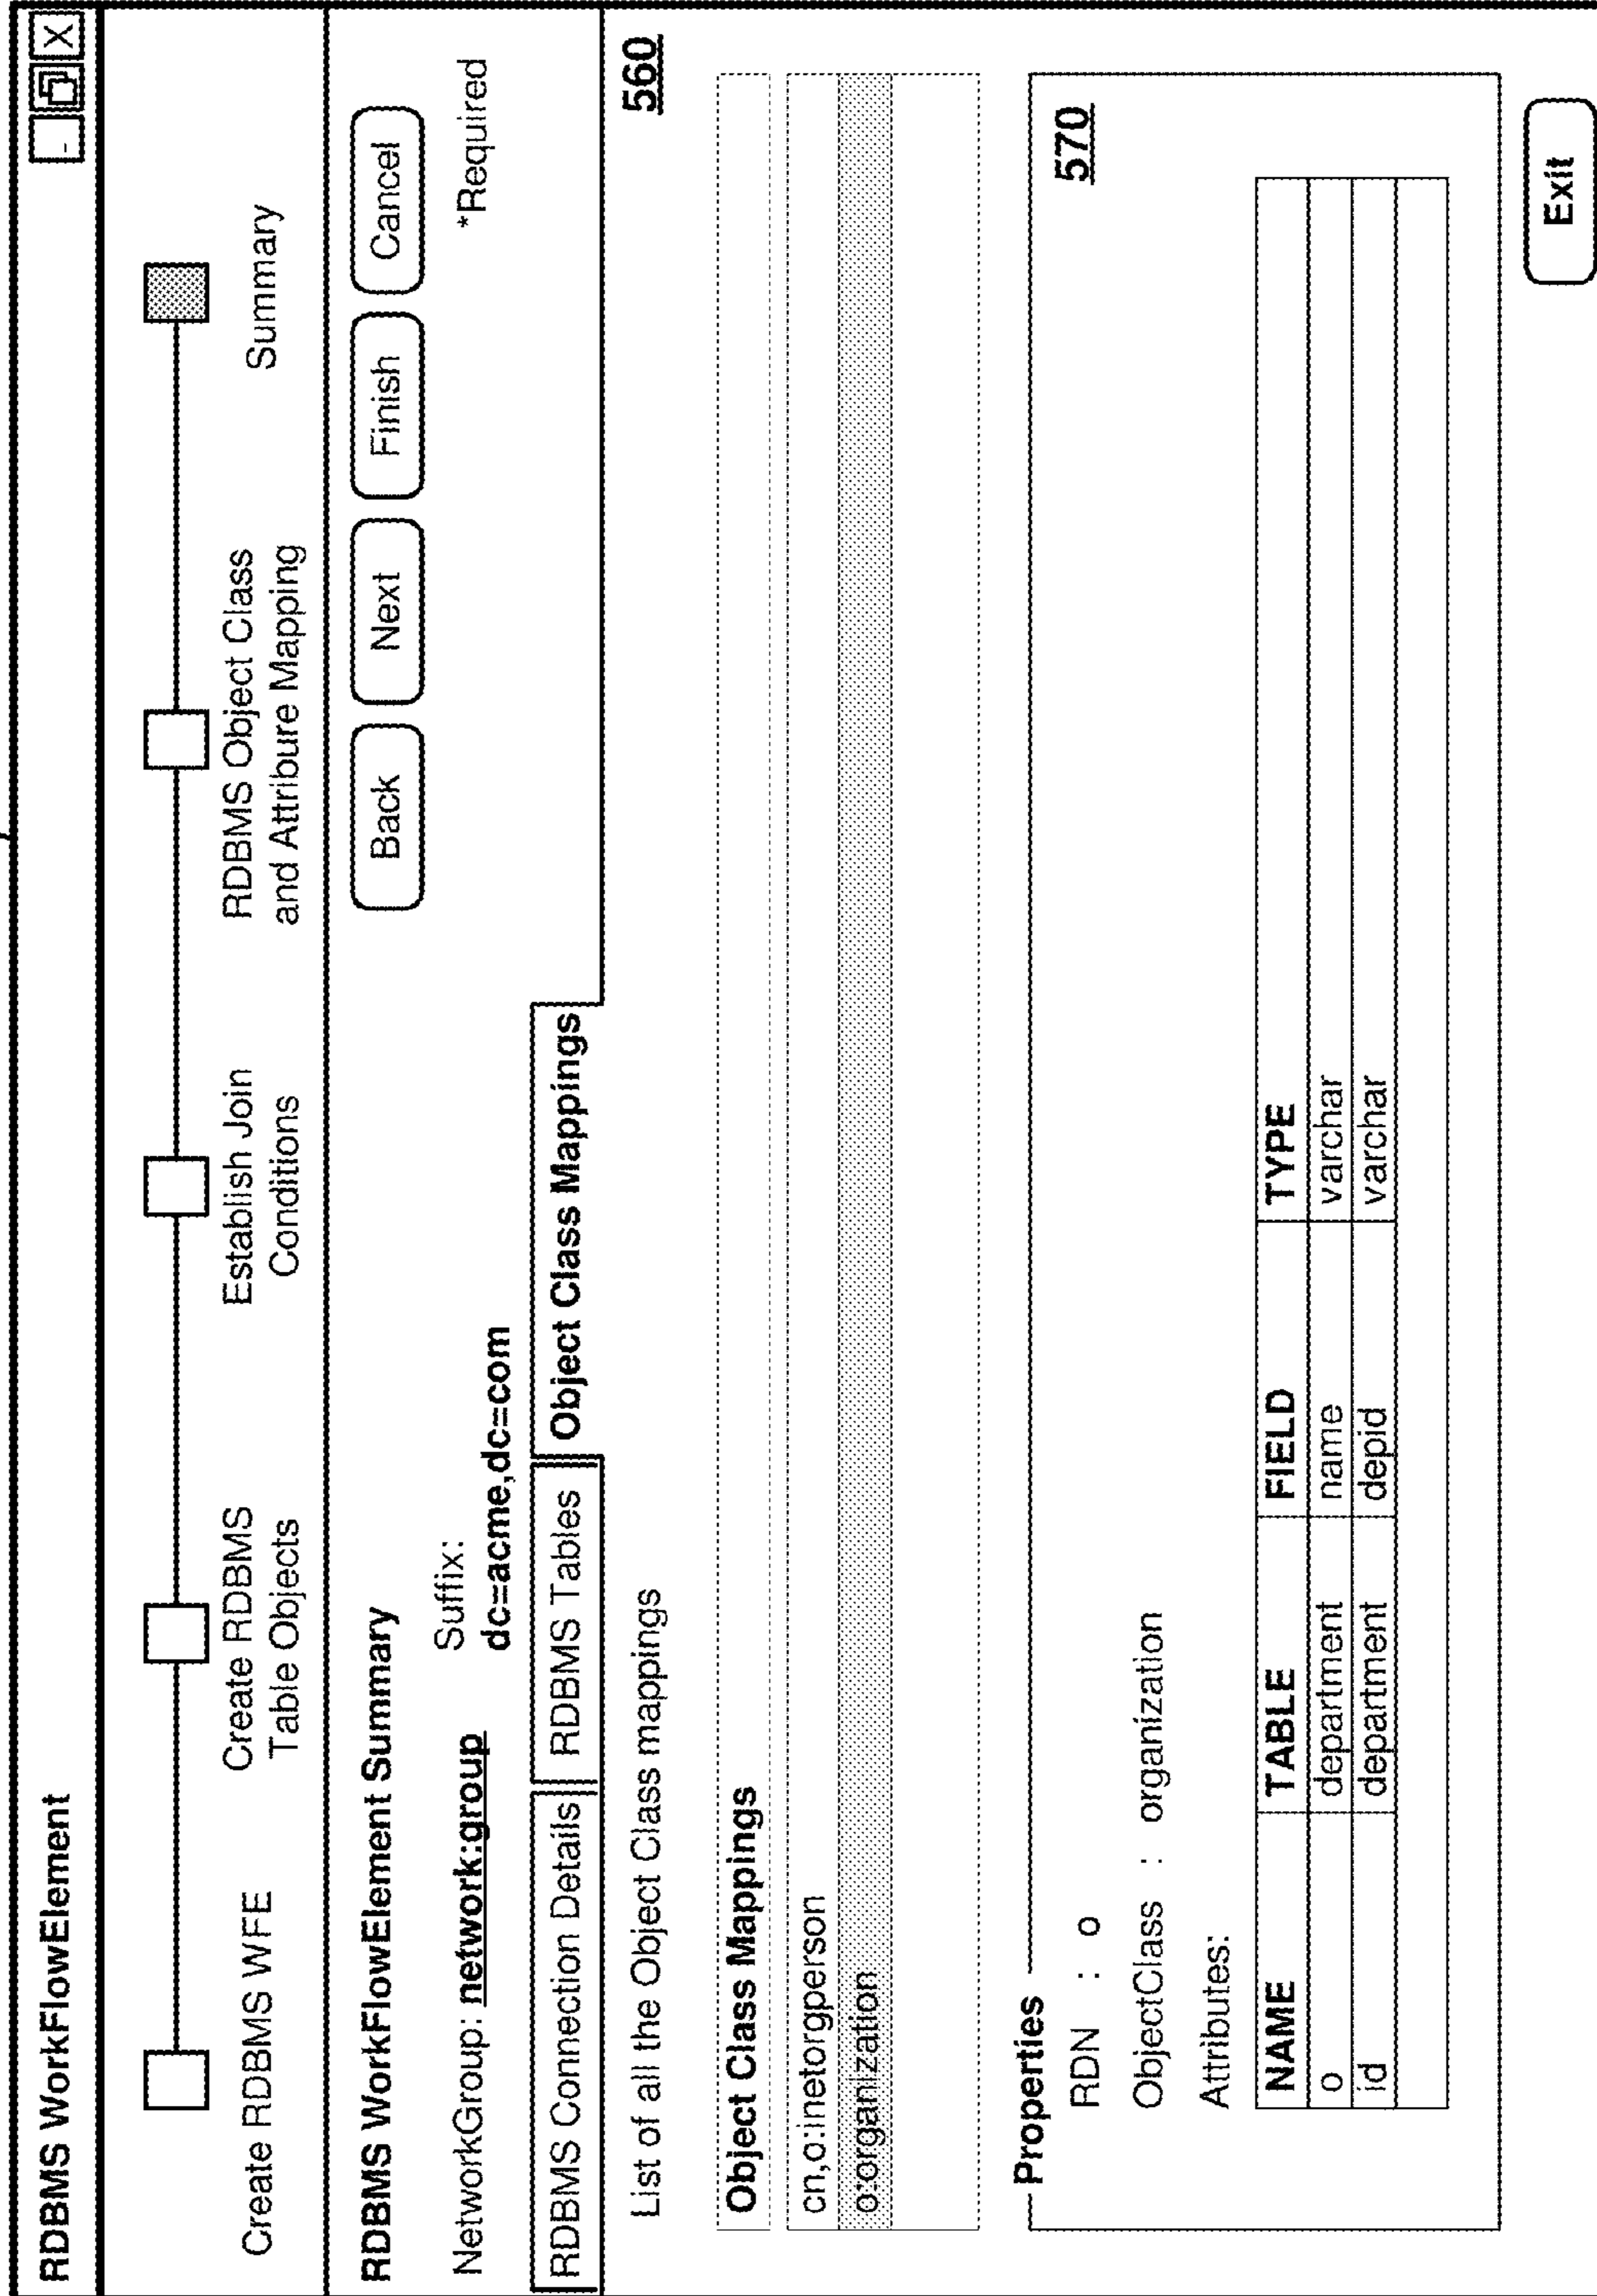 RDBMS WorkFlowElement
- X
Create RDBMS WFE
Create RDBMS
Table Objects
Establish Join
Conditions
RDBMS Object Class
and Attribure Mapping
Summary
RDBMS WorkFlowElement Summary
Back Next Finish Cancel
NetworkGroup: network:group
Suffix:
dc=acme,dc=com
*Required
RDBMS Connection Details RDBMS Tables Object Class Mappings
List of all the Object Class mappings
560
Object Class Mappings
cn,o:inetorgperson
o:organization
Properties
570
RDN : o
ObjectClass : organization
Attributes:
NAME TABLE FIELD TYPE
o department name varchar
id department depid varchar
Exit